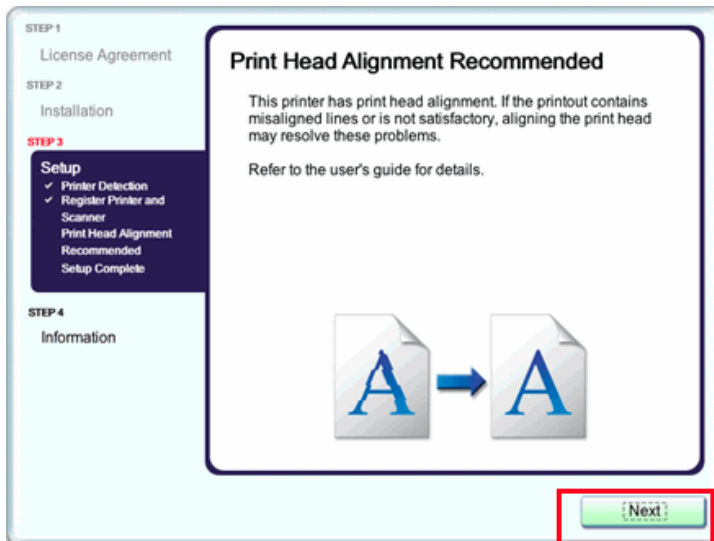 STEP 1
License Agreement
STEP 2
Installation
STEP 3
Setup
✓ Printer Detection
✓ Register Printer and
Scanner
Print Head Alignment
Recommended
Setup Complete
STEP 4
Information
Print Head Alignment Recommended
This printer has print head alignment. If the printout contains
misaligned lines or is not satisfactory, aligning the print head
may resolve these problems.
Refer to the user's guide for details.
A
A
Next